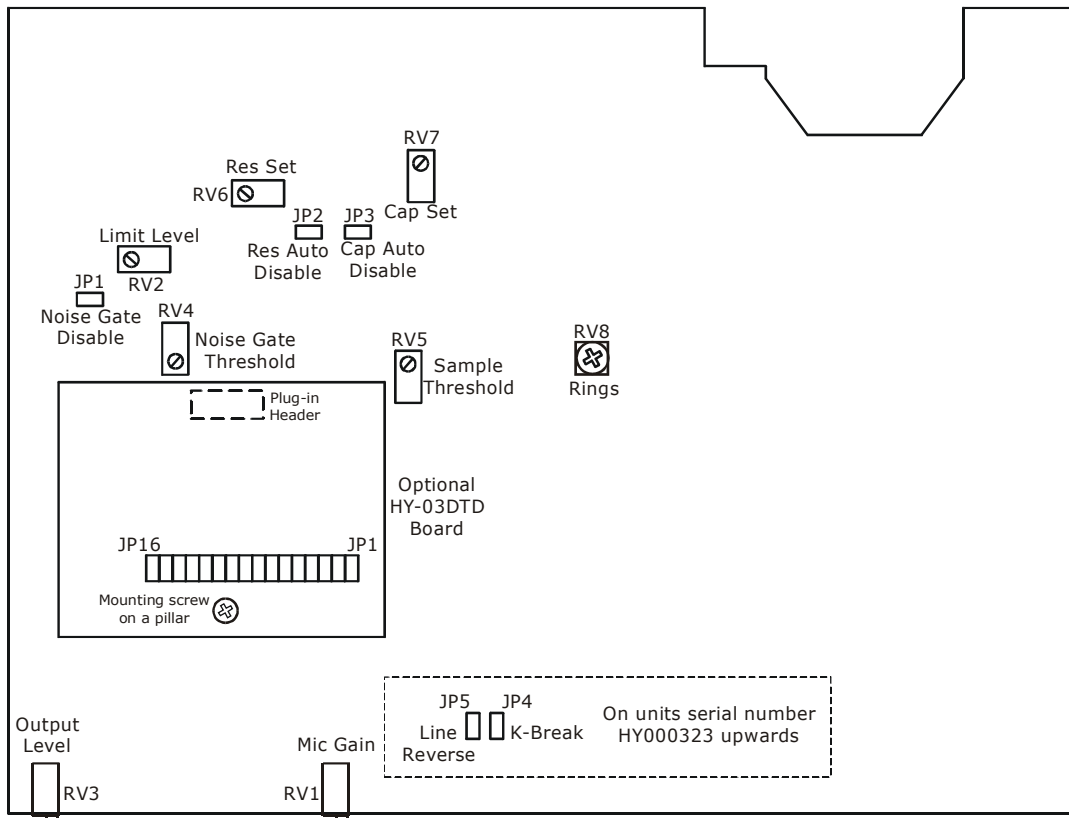 RV7
Res Set
RV6
Cap Set
JP2
JP3
Res Auto
Disable
Cap Auto
Disable
Limit Level
RV2
JP1
Noise Gate
Disable
RV4
Noise Gate
Threshold
RV5
Sample
Threshold
RV8
Rings
Plug-in
Header
Optional
HY-03DTD
Board
JP16
JP1
Mounting screw
on a pillar
JP5
JP4
Line
Reverse
K-Break
On units serial number
HY000323 upwards
Output
Level
RV3
Mic Gain
RV1